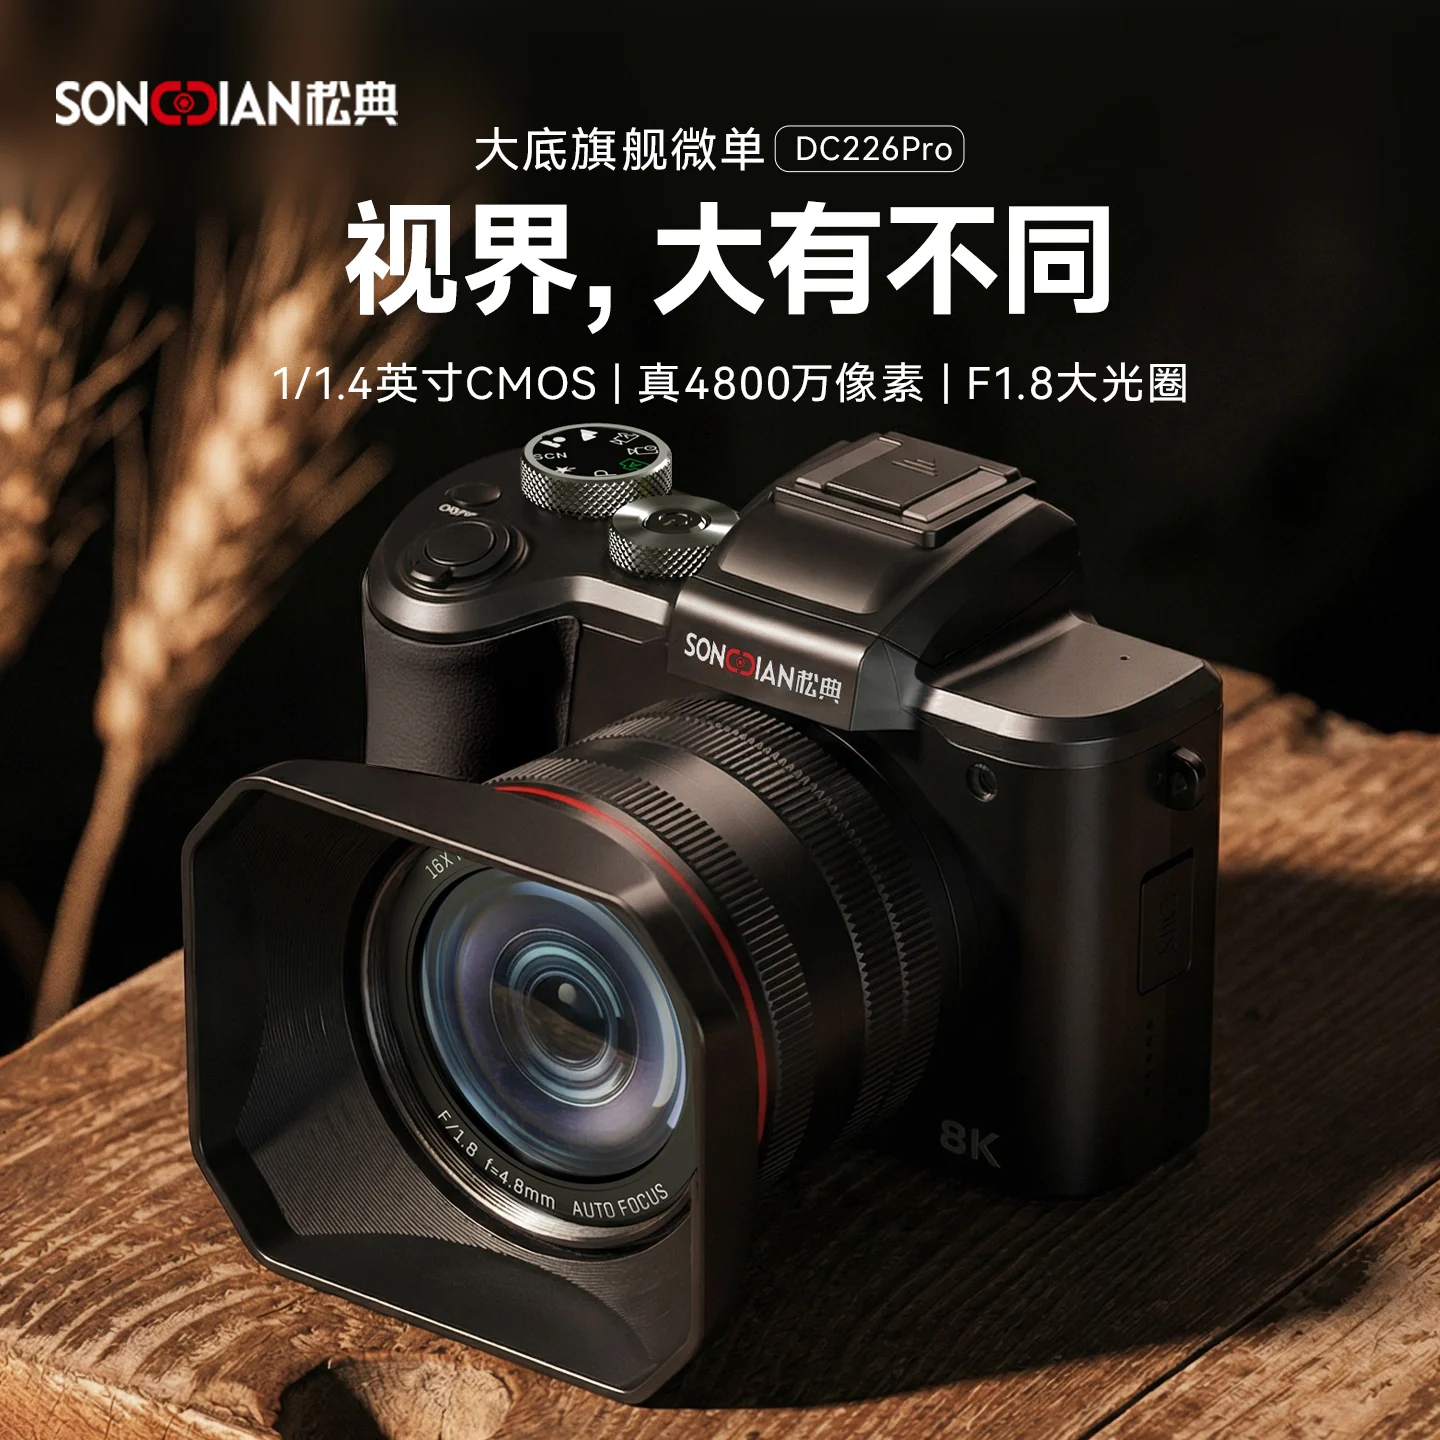 SONGDIAN松典
大底旗舰微单 DC226Pro
视界,大有不同
1/1.4英寸CMOS | 真4800万像素 | F1.8大光圈
SCN
SONGDIAN松典
16X
F/1.8 f=4.8mm AUTO FOCUS
8K